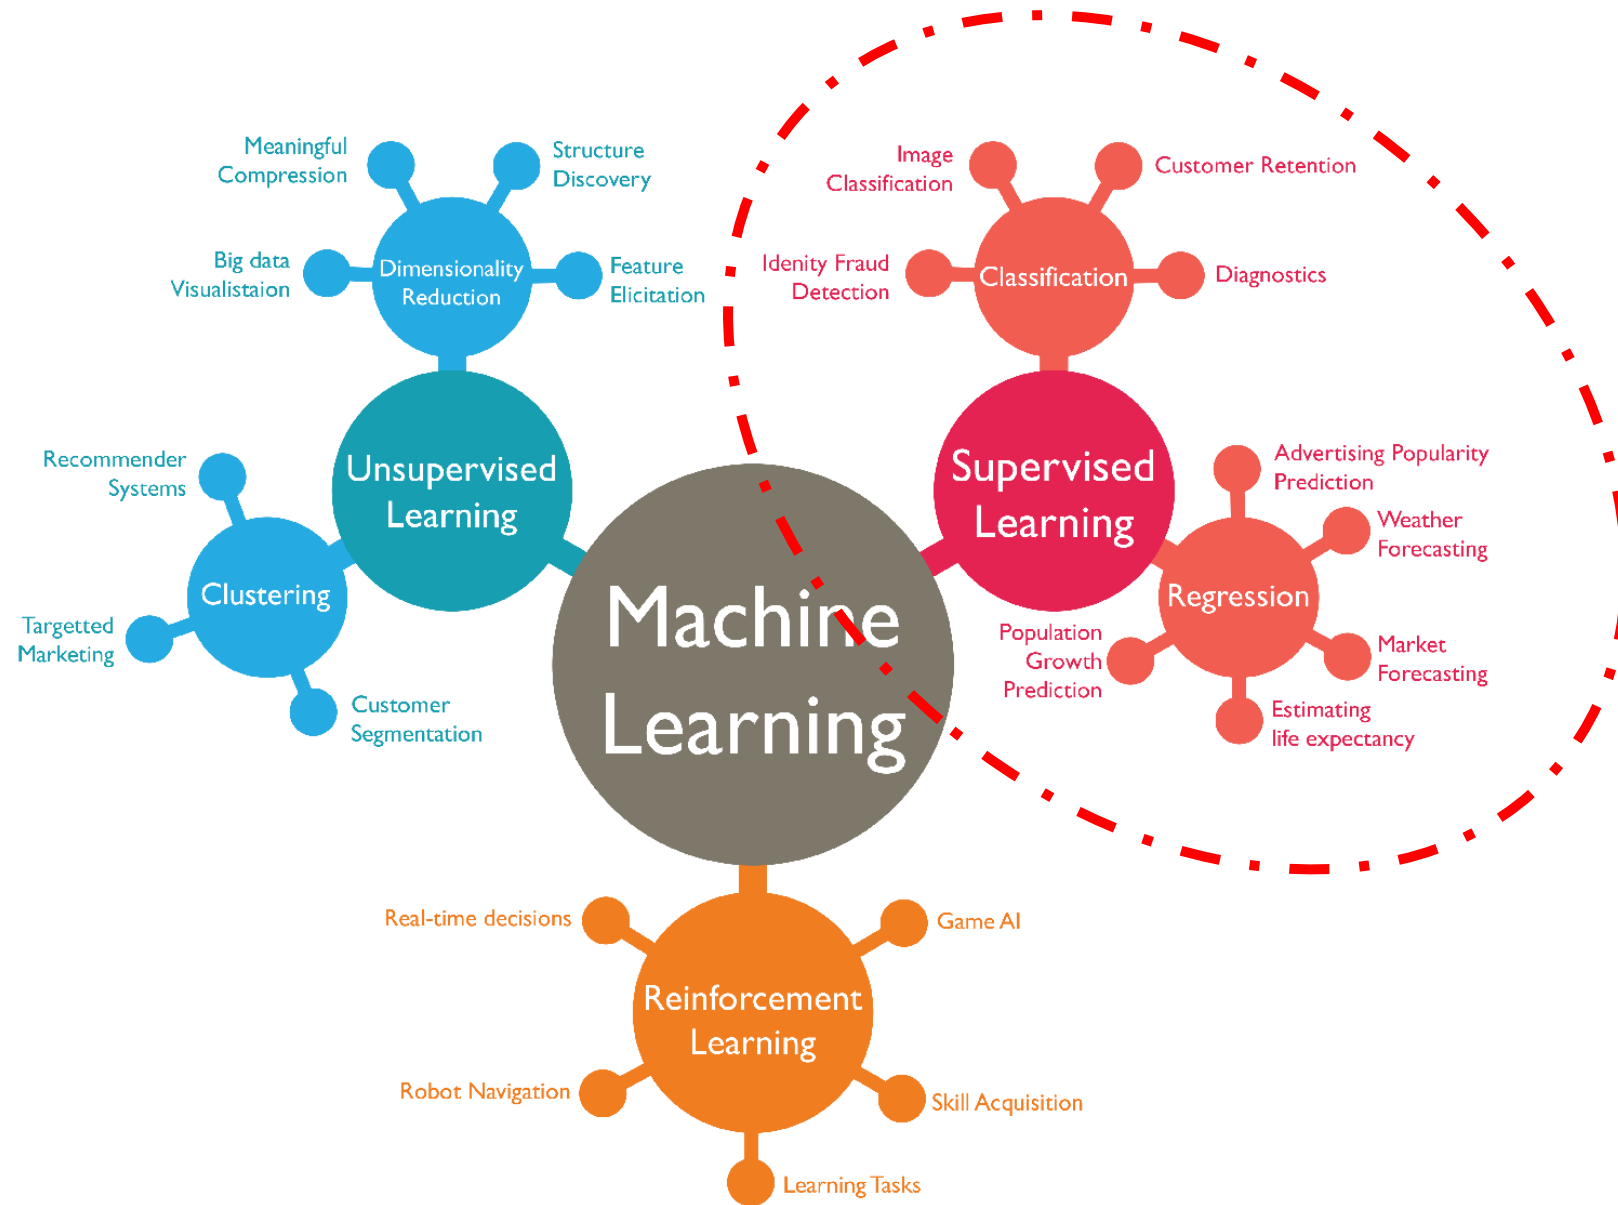 Meaningful
Compression
Structure
Discovery
Big data
Visualistaion
Dimensionality
Reduction
Feature
Elicitation
Image
Classification
Customer Retention
Idenity Fraud
Detection
Classification
Diagnostics
Recommender
Systems
Unsupervised
Learning
Clustering
Targetted
Marketing
Customer
Segmentation
Supervised
Learning
Advertising Popularity
Prediction
Weather
Forecasting
Regression
Population
Growth
Prediction
Market
Forecasting
Estimating
life expectancy
Machine
Learning
Real-time decisions
Game AI
Reinforcement
Learning
Robot Navigation
Skill Acquisition
Learning Tasks